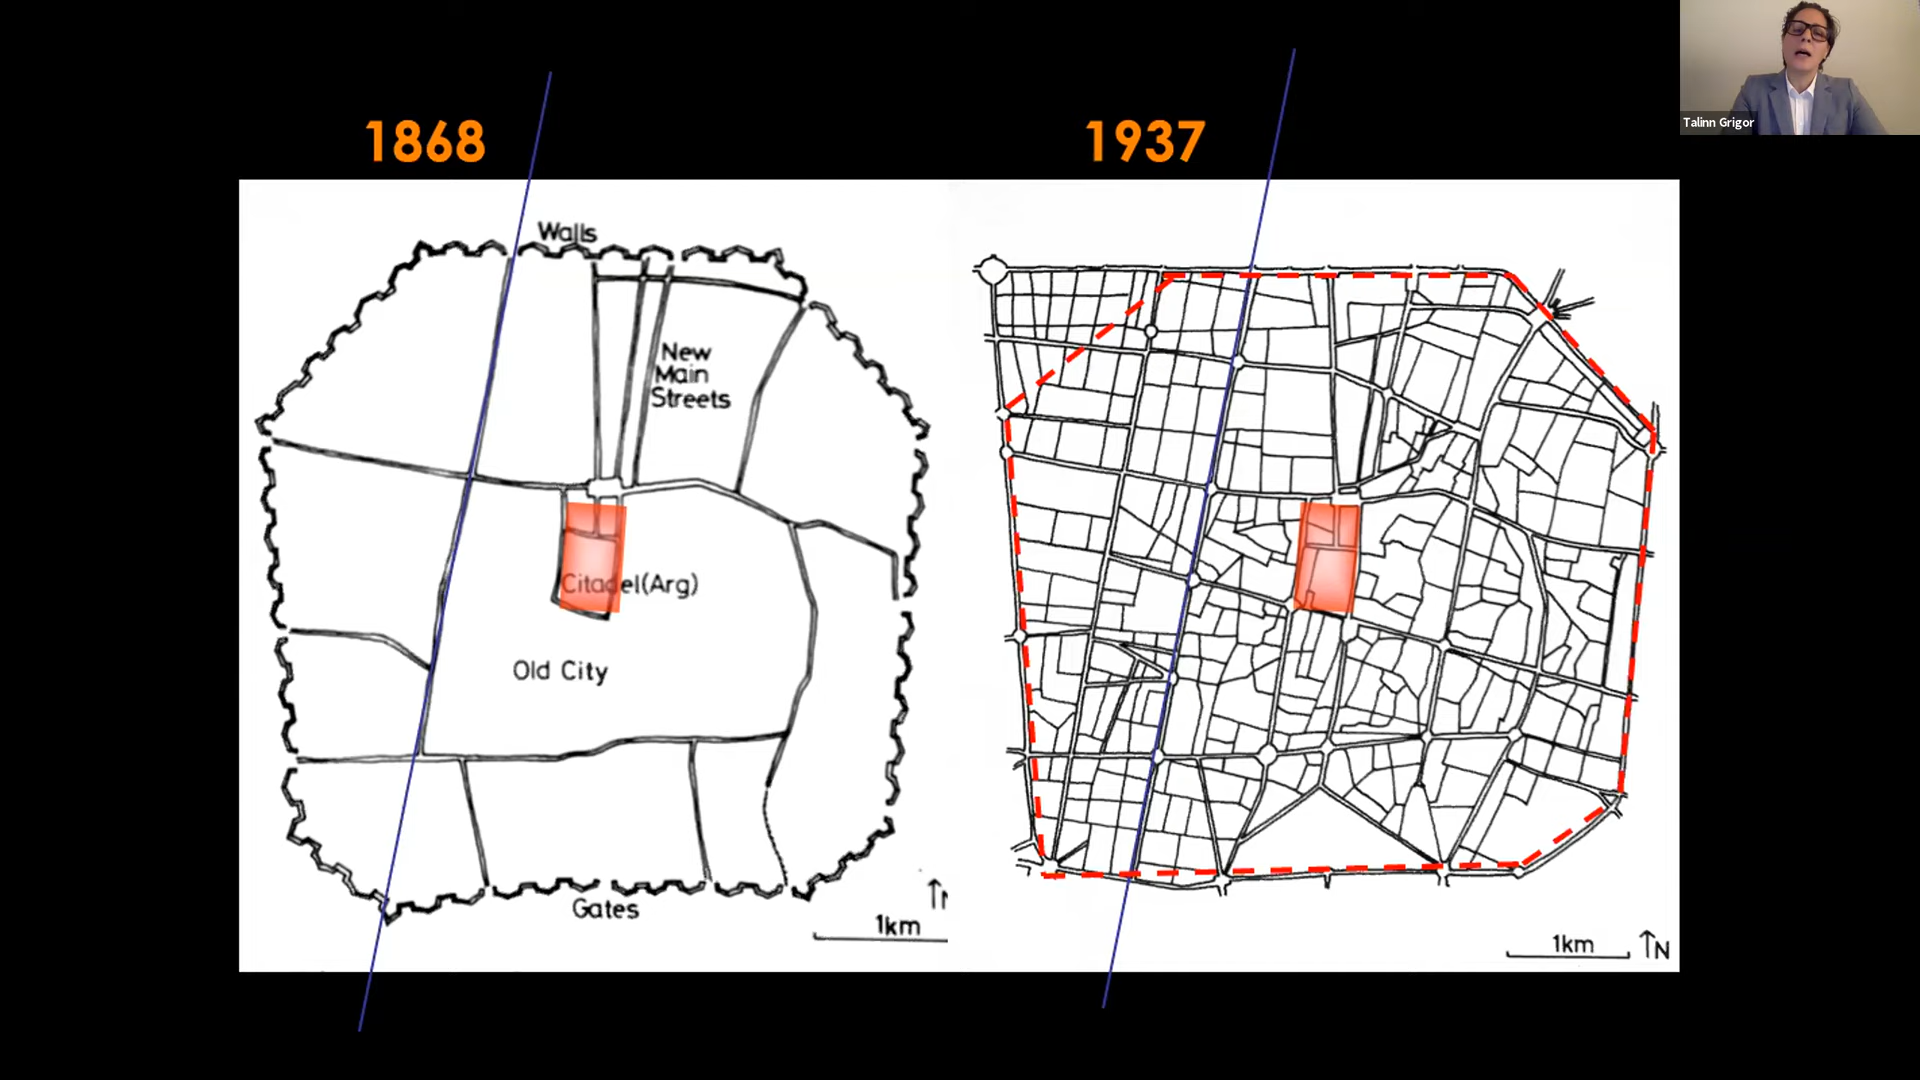 1868
1937
Talinn Grigor
Walls
New
Main
Streets
Citadel(Arg)
Old City
Gates
1km
1km
N